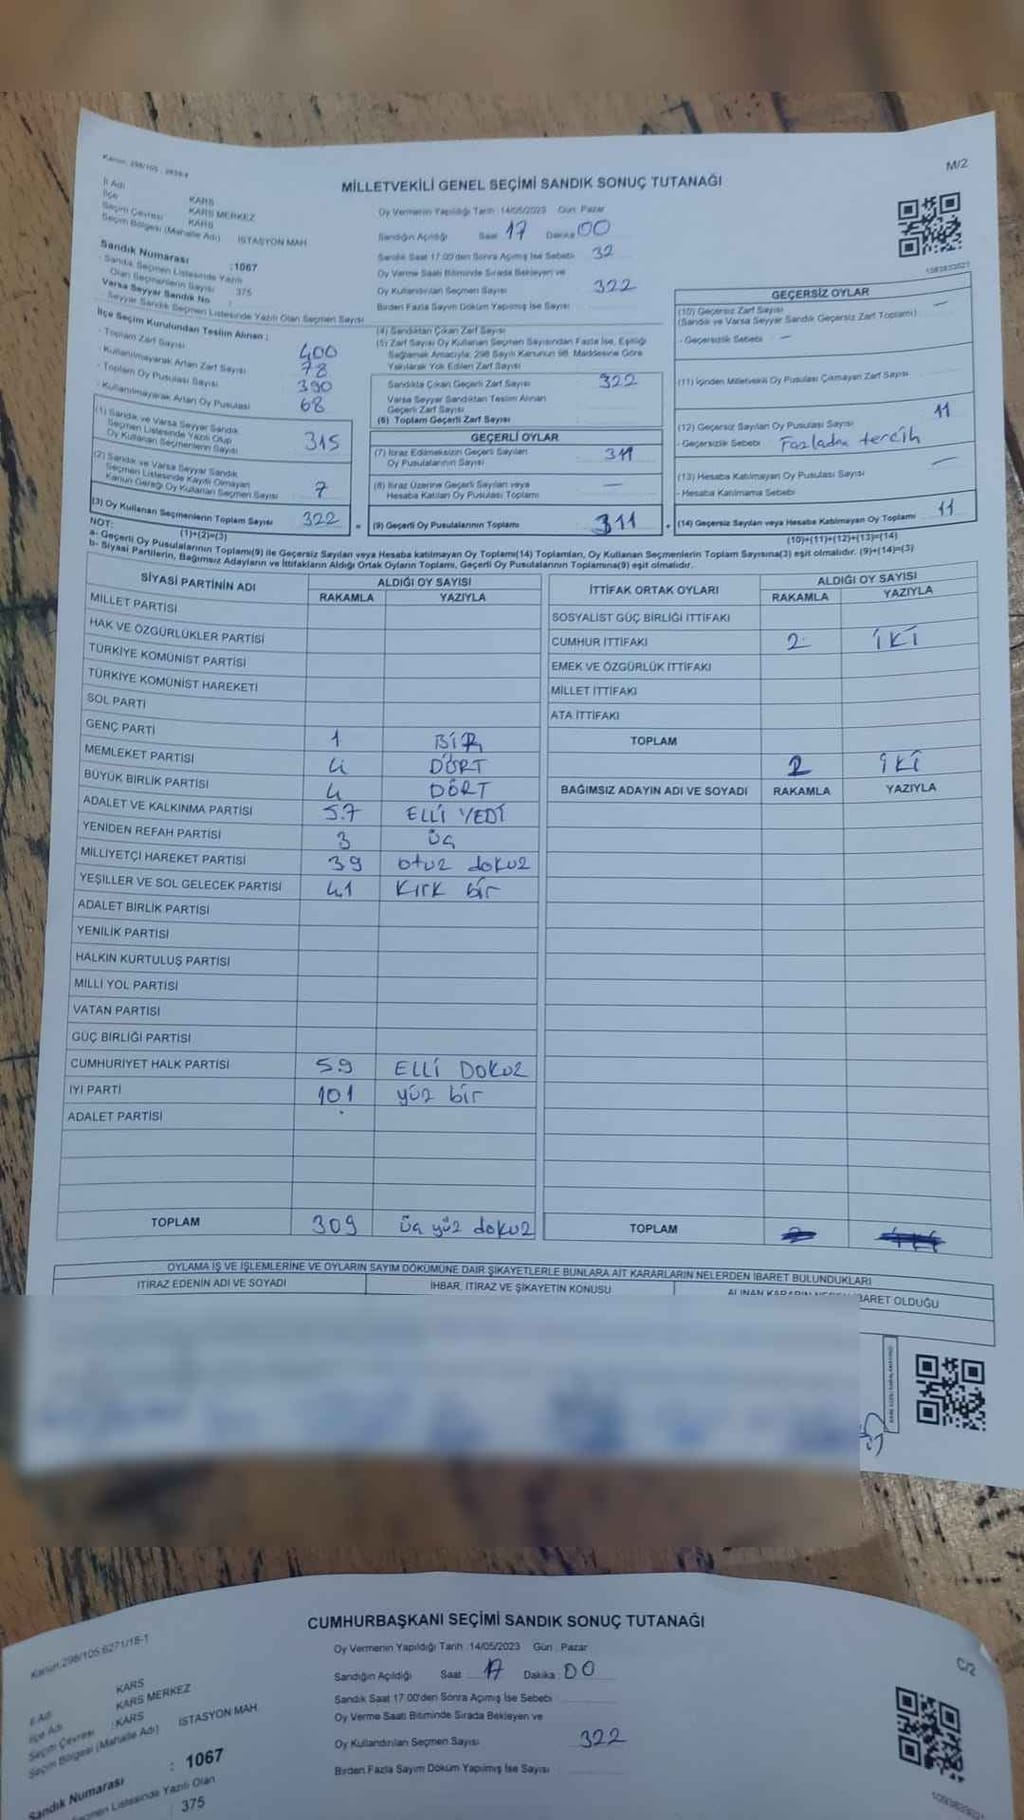 M/2
MİLLETVEKİLİ GENEL SEÇİMİ SANDIK SONUÇ TUTANAĞI
İl Adı KARS
İlçe KARS MERKEZ
Seçim Çevresi KARS
Seçim Bölgesi (Mahalle Adı) İSTASYON MAH
Sandık Numarası :1067
Sandık Seçmen Listesinde Yazılı
Olan Seçmenlerin Sayısı 375
Varsa Seyyar Sandık No :
Seyyar Sandık Seçmen Listesinde Yazılı Olan Seçmen Sayısı
Oy Vermenin Yapıldığı Tarih :14/05/2023 Gün: Pazar
Sandığın Açıldığı Saat 17 Dakika 00
Sandık Saat 17.00'den Sonra Açmış İse Sebebi 32
Oy Verme Saati Bitiminde Sırada Bekleyen ve
Oy Kullandırılan Seçmen Sayısı 322
Birden Fazla Sayım Döküm Yapılmış İse Sayısı
İlçe Seçim Kurulundan Teslim Alınan :
- Toplam Zarf Sayısı 400
- Kullanılmayarak Artan Zarf Sayısı 78
- Toplam Oy Pusulası Sayısı 390
- Kullanılmayarak Artan Oy Pusulası 68
(1) Sandık ve Varsa Seyyar Sandık
Seçmen Listesinde Yazılı Olup
Oy Kullanan Seçmenlerin Sayısı 315
(2) Sandık ve Varsa Seyyar Sandık
Seçmen Listesinde Kayıtlı Olmayan
Kanun Gereği Oy Kullanan Seçmen Sayısı 7
(3) Oy Kullanan Seçmenlerin Toplam Sayısı 322
(1)+(2)=(3)
(4) Sandıktan Çıkan Zarf Sayısı
(5) Zarf Sayısı Oy Kullanan Seçmen Sayısından Fazla İse, Eşitliği
Sağlamak Amacıyla; 298 Sayılı Kanunun 98. Maddesine Göre
Yakılarak Yok Edilen Zarf Sayısı
Sandıkta Çıkan Geçerli Zarf Sayısı 322
Varsa Seyyar Sandıktan Teslim Alınan
Geçerli Zarf Sayısı
(6) Toplam Geçerli Zarf Sayısı
GEÇERLİ OYLAR
(7) İtiraz Edilmeksizin Geçerli Sayılan
Oy Pusulalarının Sayısı 311
(8) İtiraz Üzerine Geçerli Sayılan veya
Hesaba Katılan Oy Pusulası Toplamı —
(9) Geçerli Oy Pusulalarının Toplamı 311
GEÇERSİZ OYLAR
(10) Geçersiz Zarf Sayısı —
(Sandık ve Varsa Seyyar Sandık Geçersiz Zarf Toplamı)
- Geçersizlik Sebebi —
(11) İçinden Milletvekili Oy Pusulası Çıkmayan Zarf Sayısı
(12) Geçersiz Sayılan Oy Pusulası Sayısı 11
- Geçersizlik Sebebi Fazladan tercih
(13) Hesaba Katılmayan Oy Pusulası Sayısı —
- Hesaba Katılmama Sebebi
(14) Geçersiz Sayılan veya Hesaba Katılmayan Oy Pusulası Toplamı 11
(10)+(11)+(12)+(13)=(14)
NOT:
a- Geçerli Oy Pusulalarının Toplamı(9) ile Geçersiz Sayılan veya Hesaba katılmayan Oy Toplamı(14) Toplamları, Oy Kullanan Seçmenlerin Toplam Sayısına(3) eşit olmalıdır. (9)+(14)=(3)
b- Siyasi Partilerin, Bağımsız Adayların ve İttifakların Aldığı Ortak Oyların Toplamı, Geçerli Oy Pusulalarının Toplamına(9) eşit olmalıdır.
SİYASİ PARTİNİN ADI ALDIĞI OY SAYISI
RAKAMLA YAZIYLA
MİLLET PARTİSİ
HAK VE ÖZGÜRLÜKLER PARTİSİ
TÜRKİYE KOMÜNİST PARTİSİ
TÜRKİYE KOMÜNİST HAREKETİ
SOL PARTİ
GENÇ PARTİ 1 BİR
MEMLEKET PARTİSİ 4 DÖRT
BÜYÜK BİRLİK PARTİSİ 4 DÖRT
ADALET VE KALKINMA PARTİSİ 57 ELLİ YEDİ
YENİDEN REFAH PARTİSİ 3 üç
MİLLİYETÇİ HAREKET PARTİSİ 39 otuz dokuz
YEŞİLLER VE SOL GELECEK PARTİSİ 41 Kırk bir
ADALET BİRLİK PARTİSİ
YENİLİK PARTİSİ
HALKIN KURTULUŞ PARTİSİ
MİLLİ YOL PARTİSİ
VATAN PARTİSİ
GÜÇ BİRLİĞİ PARTİSİ
CUMHURİYET HALK PARTİSİ 59 ELLİ DOKUZ
İYİ PARTİ 101 yüz bir
ADALET PARTİSİ
TOPLAM 309 üç yüz dokuz
İTTİFAK ORTAK OYLARI ALDIĞI OY SAYISI
RAKAMLA YAZIYLA
SOSYALİST GÜÇ BİRLİĞİ İTTİFAKI
CUMHUR İTTİFAKI 2 İKİ
EMEK VE ÖZGÜRLÜK İTTİFAKI
MİLLET İTTİFAKI
ATA İTTİFAKI
TOPLAM 2 İKİ
BAĞIMSIZ ADAYIN ADI VE SOYADI RAKAMLA YAZIYLA
TOPLAM
OYLAMA İŞ VE İŞLEMLERİNE VE OYLARIN SAYIM DÖKÜMÜNE DAİR ŞİKAYETLERLE BUNLARA AİT KARARLARIN NELERDEN İBARET BULUNDUKLARI
İTİRAZ EDENİN ADI VE SOYADI İHBAR, İTİRAZ VE ŞİKAYETİN KONUSU
OLDUĞU
C/2
CUMHURBAŞKANI SEÇİMİ SANDIK SONUÇ TUTANAĞI
Kanun:298/105.6271/18-1
İl Adı KARS
İlçe Adı KARS MERKEZ
Seçim Çevresi :KARS
Seçim Bölgesi (Mahalle Adı) İSTASYON MAH.
Sandık Numarası : 1067
Seçmen Listesinde Yazılı Olan
375
Oy Vermenin Yapıldığı Tarih :14/05/2023 Gün : Pazar
Sandığın Açıldığı Saat 17 Dakika : 00
Sandık Saat 17.00'den Sonra Açmış İse Sebebi
Oy Verme Saati Bitiminde Sırada Bekleyen ve
Oy Kullandırılan Seçmen Sayısı 322
Birden Fazla Sayım Döküm Yapılmış İse Sayısı